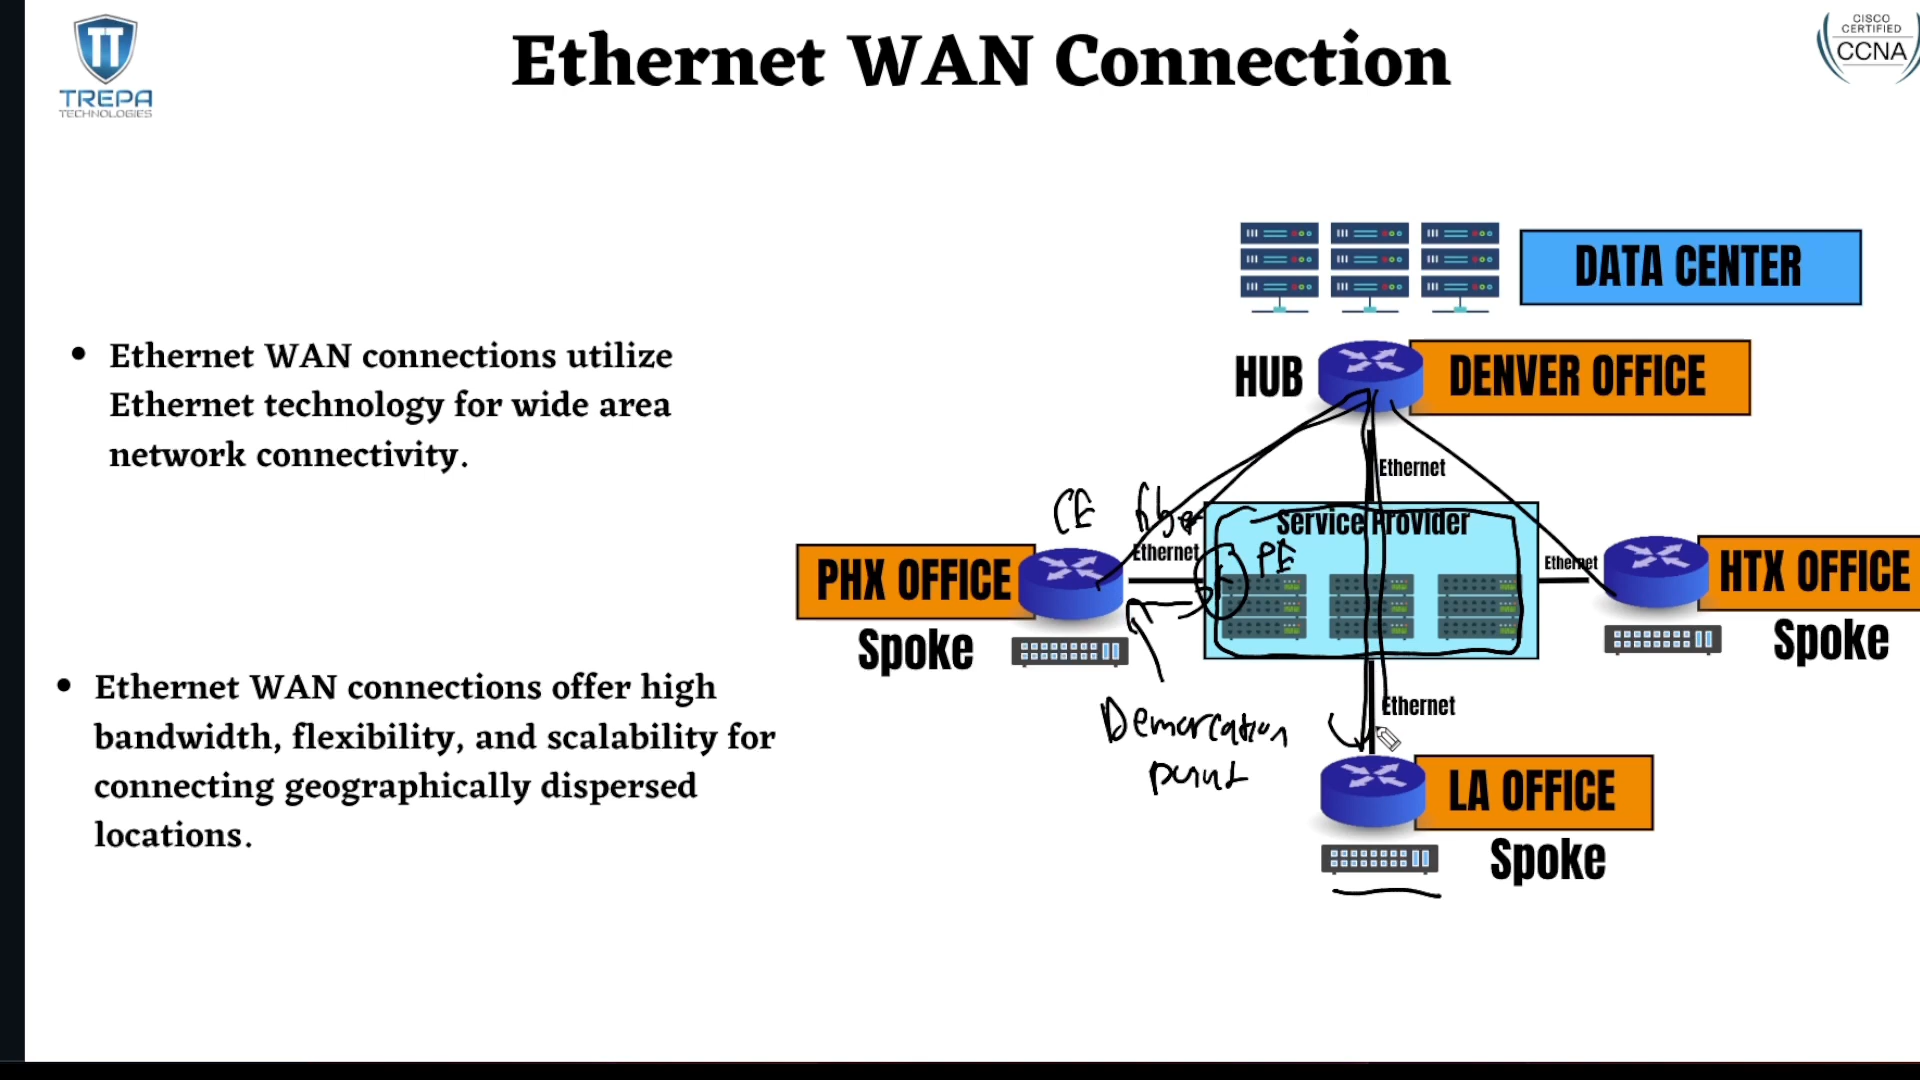 TREPA
TECHNOLOGIES
Ethernet WAN Connection
CISCO
CERTIFIED
CCNA
DATA CENTER
HUB
DENVER OFFICE
Ethernet WAN connections utilize
Ethernet technology for wide area
network connectivity.
Ethernet
CE fiber
Service Provider
PE
Ethernet
Ethernet
PHX OFFICE
HTX OFFICE
Spoke
Spoke
Ethernet WAN connections offer high
bandwidth, flexibility, and scalability for
connecting geographically dispersed
locations.
Ethernet
Demarcation
point
LA OFFICE
Spoke